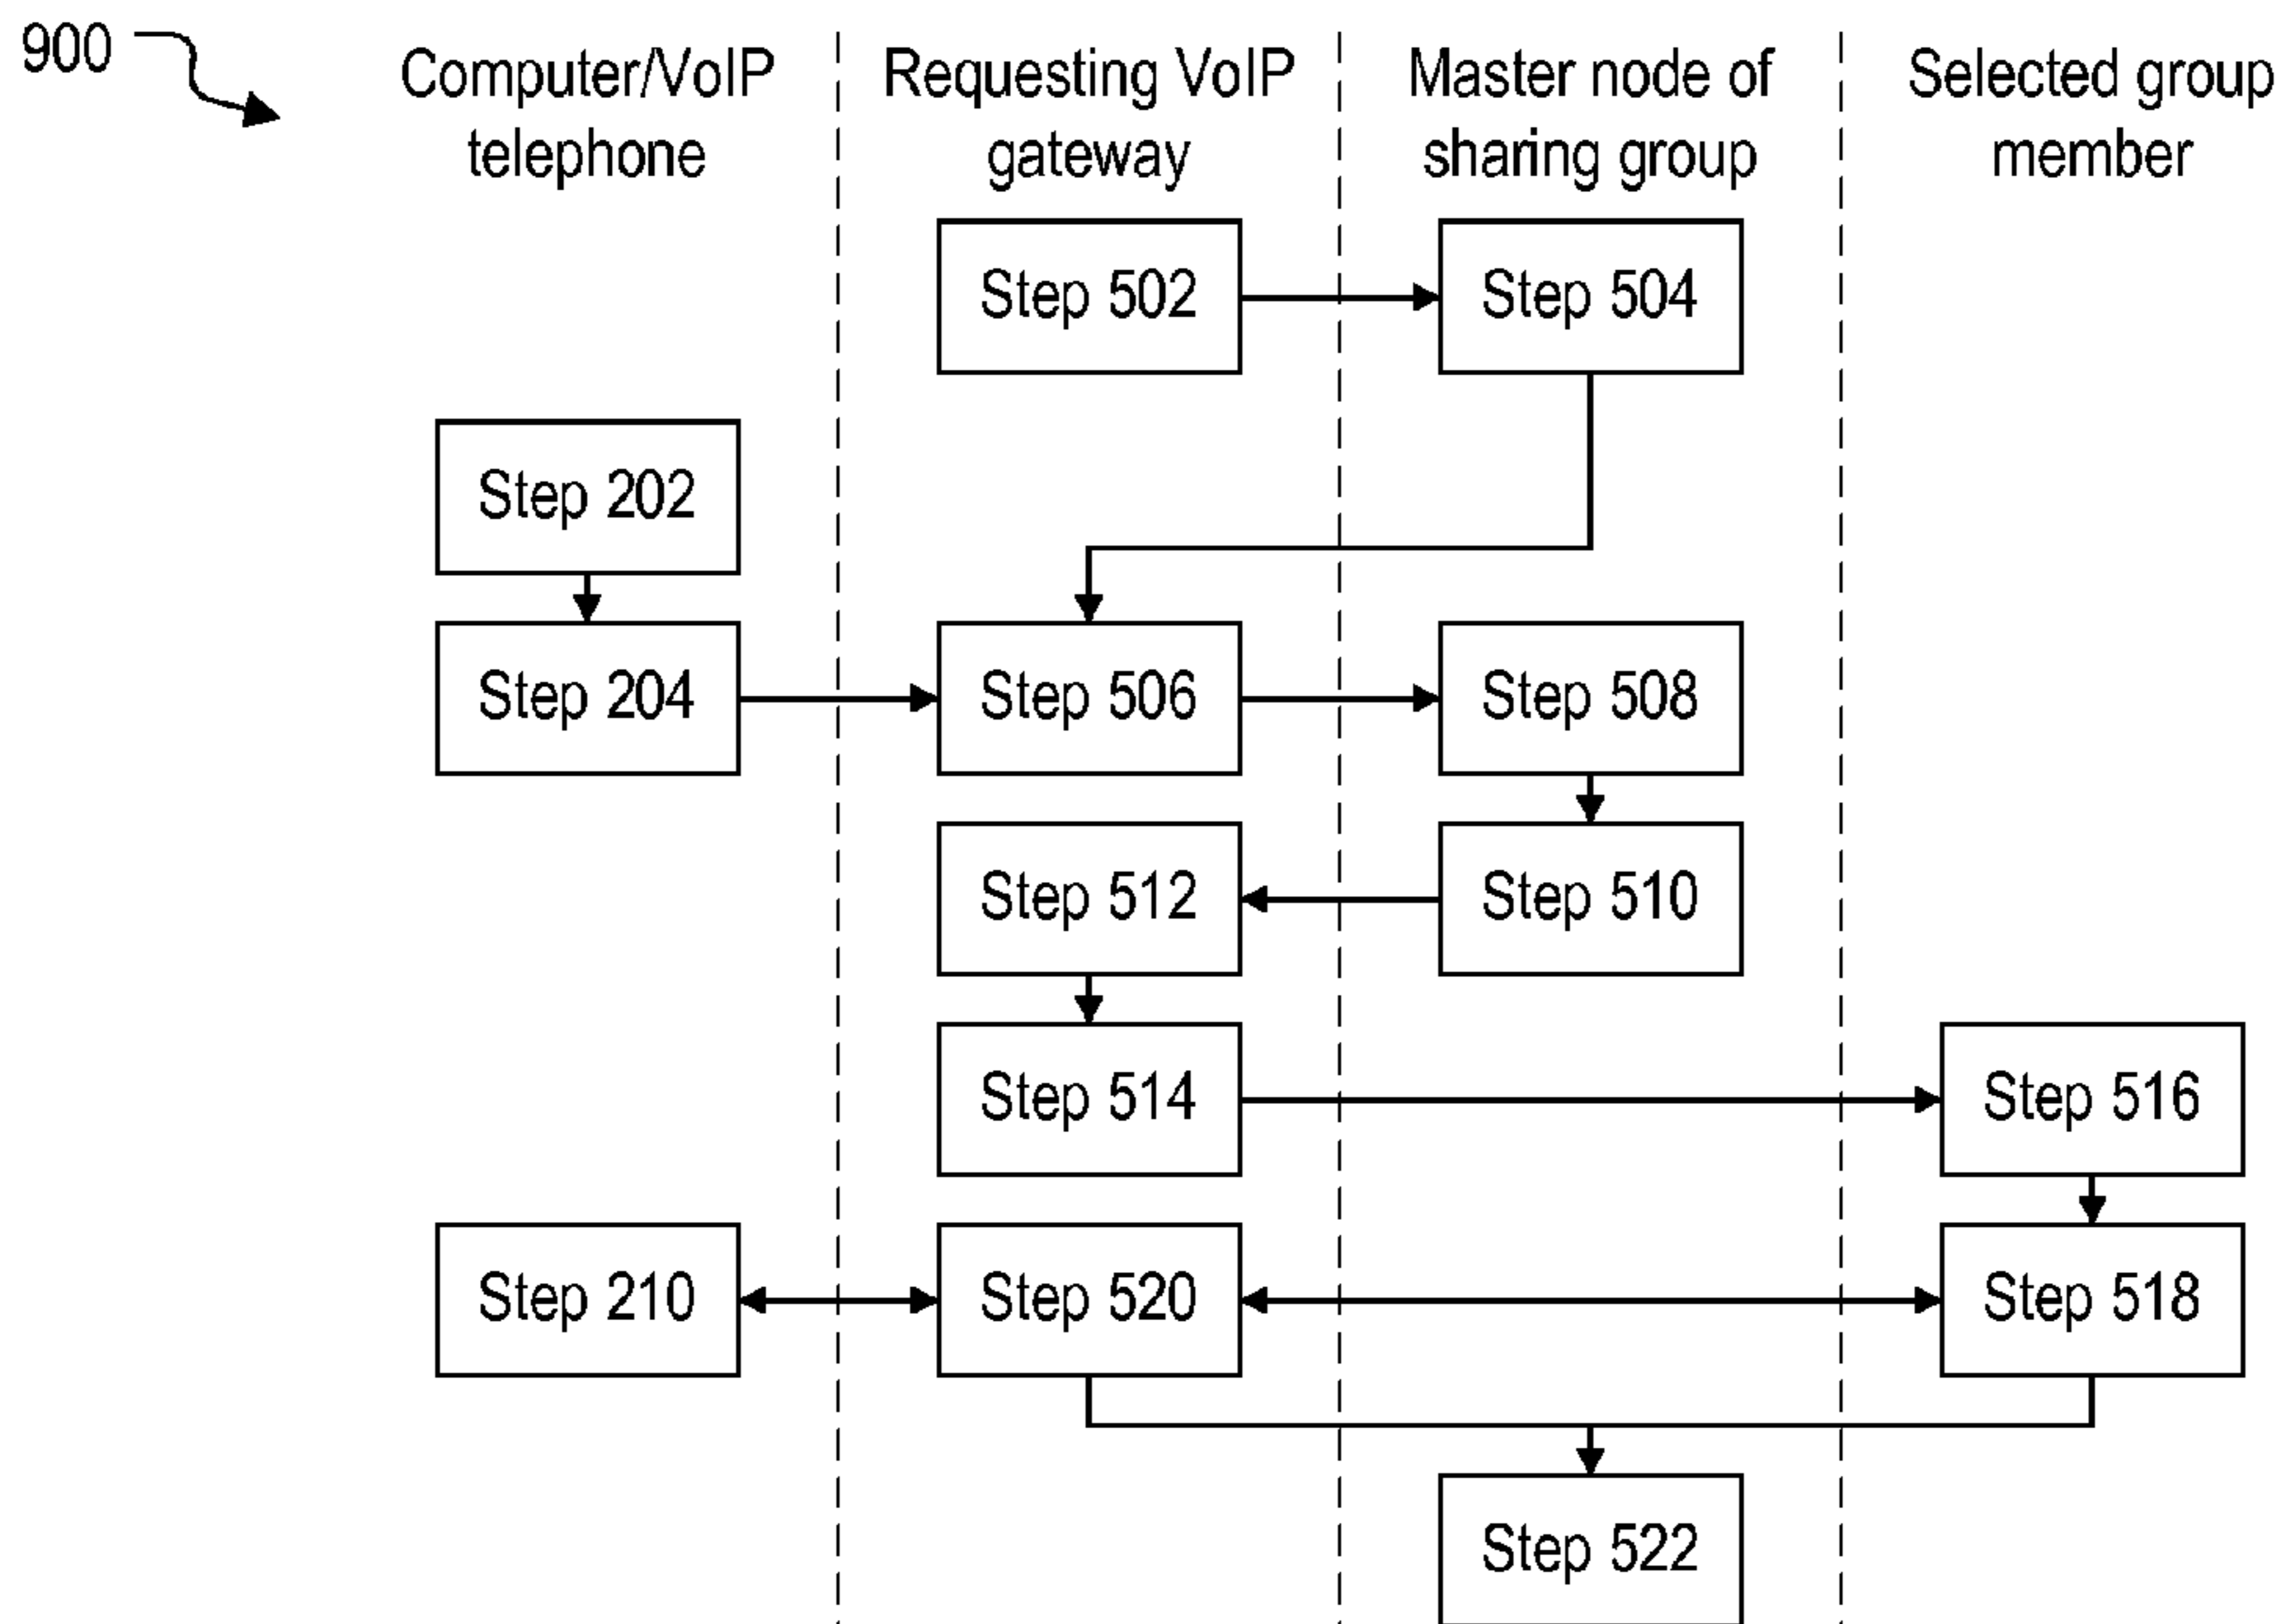 900
Computer/VoIP
telephone
Requesting VoIP
gateway
Master node of
sharing group
Selected group
member
Step 502
Step 504
Step 202
Step 204
Step 506
Step 508
Step 512
Step 510
Step 514
Step 516
Step 210
Step 520
Step 518
Step 522